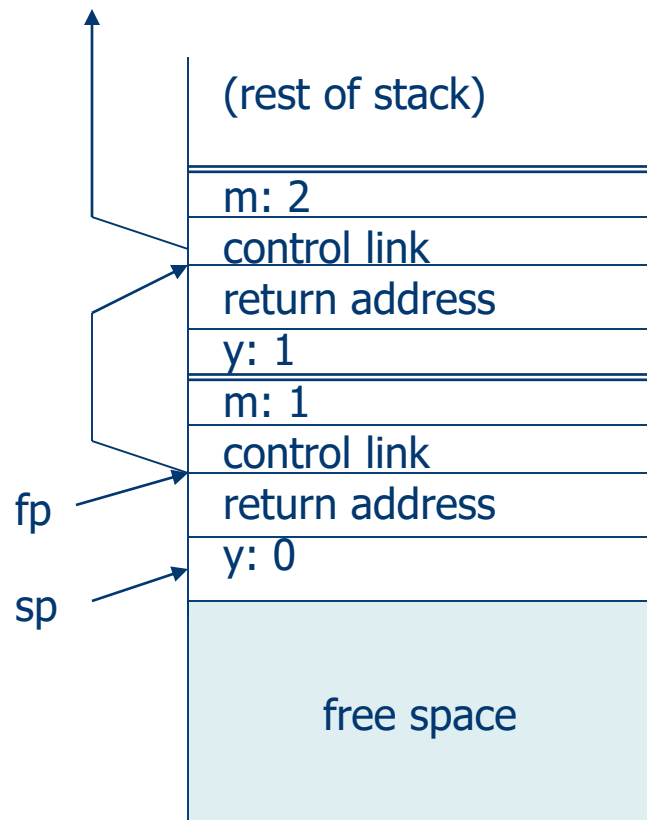 (rest of stack)
m: 2
control link
return address
y: 1
m: 1
control link
return address
fp
y: 0
sp
free space